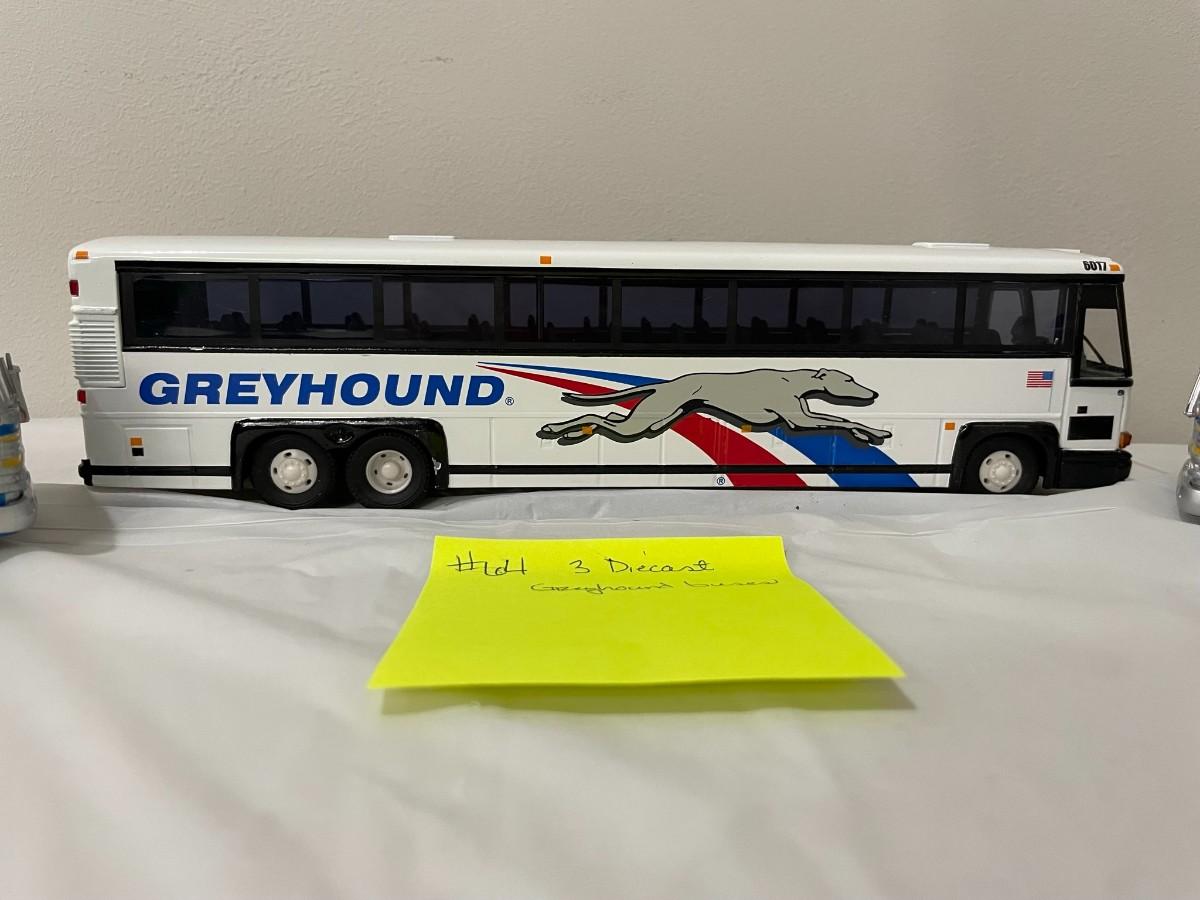 6017
GREYHOUND®
®
#64 3 Diecast
Greyhound buses